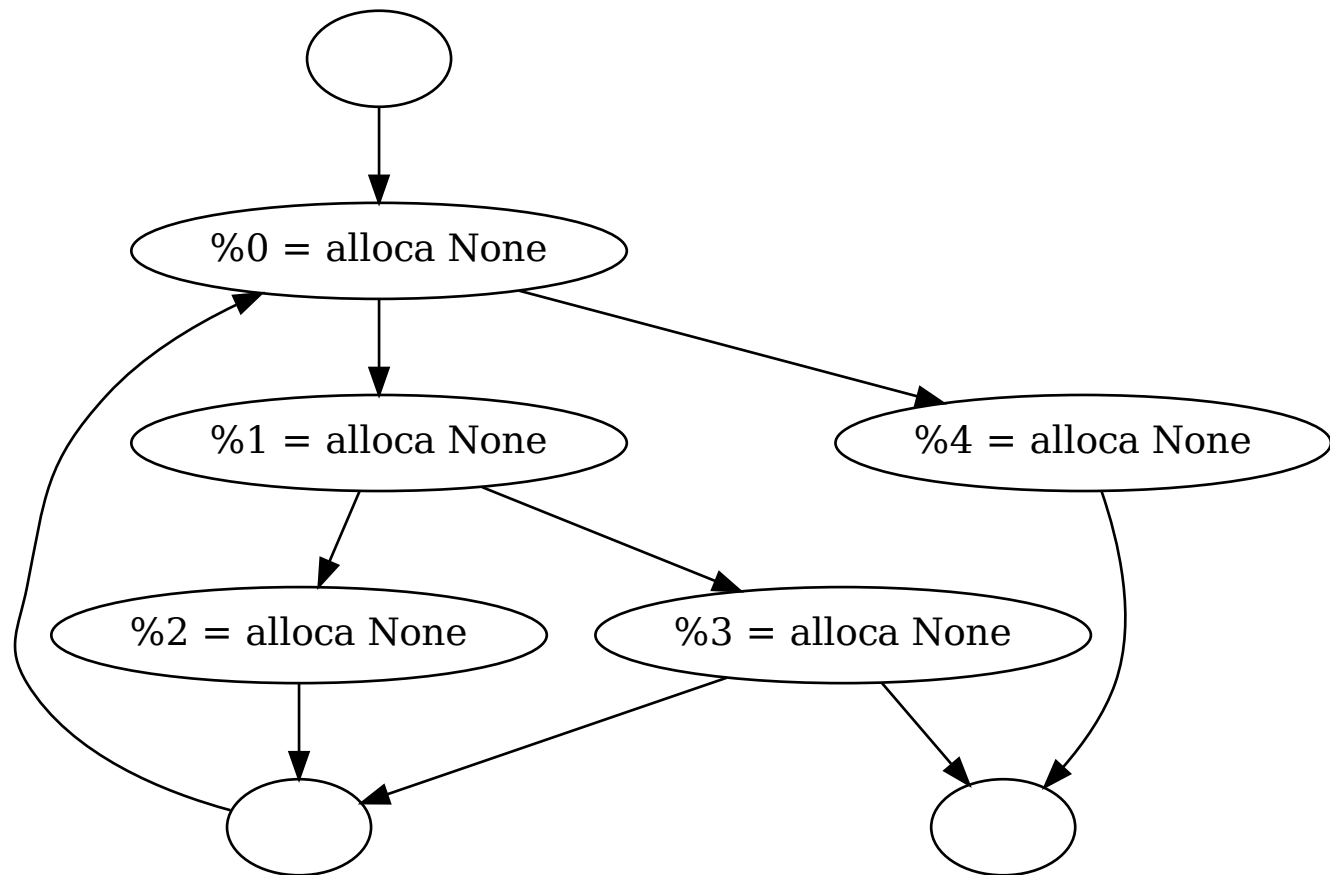 %0 = alloca None
%1 = alloca None
%4 = alloca None
%2 = alloca None
%3 = alloca None